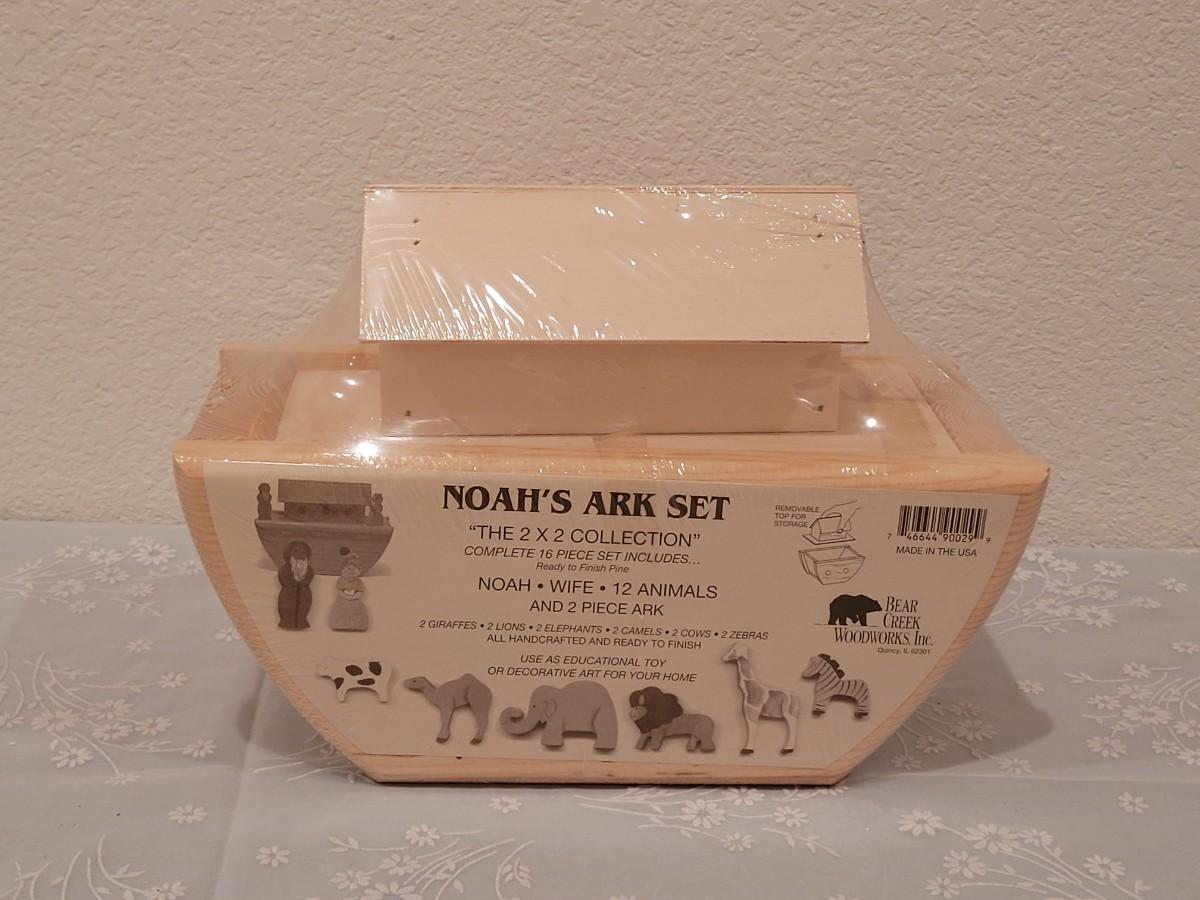 NOAH'S ARK SET
"THE 2 X 2 COLLECTION"
COMPLETE 16 PIECE SET INCLUDES...
Ready to Finish Pine
NOAH • WIFE • 12 ANIMALS
AND 2 PIECE ARK
2 GIRAFFES • 2 LIONS • 2 ELEPHANTS • 2 CAMELS • 2 COWS • 2 ZEBRAS
ALL HANDCRAFTED AND READY TO FINISH
USE AS EDUCATIONAL TOY
OR DECORATIVE ART FOR YOUR HOME
REMOVABLE
TOP FOR
STORAGE
7 46644 90029 9
MADE IN THE USA
BEAR
CREEK
WOODWORKS, Inc.
Quincy, IL 62301